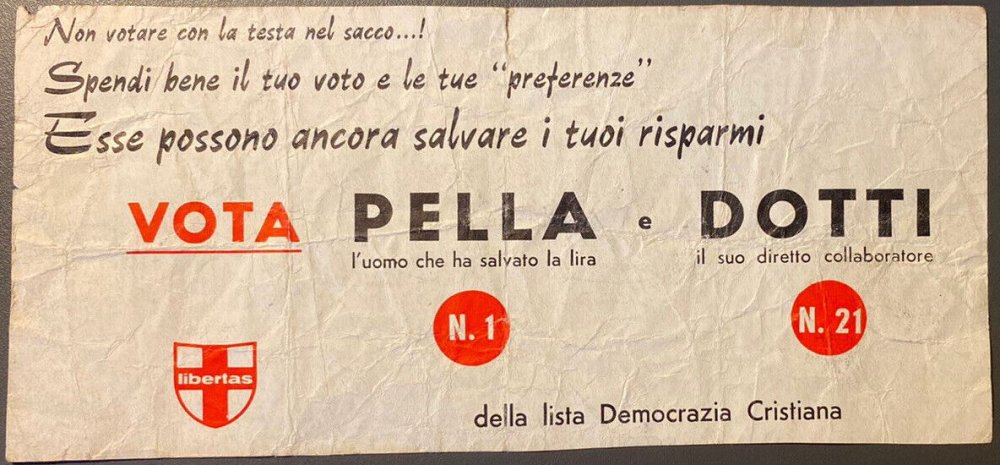 Non votare con la testa nel sacco...!
Spendi bene il tuo voto e le tue "preferenze"
Esse possono ancora salvare i tuoi risparmi
VOTA PELLA e DOTTI
l'uomo che ha salvato la lira il suo diretto collaboratore
N. 1 N. 21
libertas
della lista Democrazia Cristiana